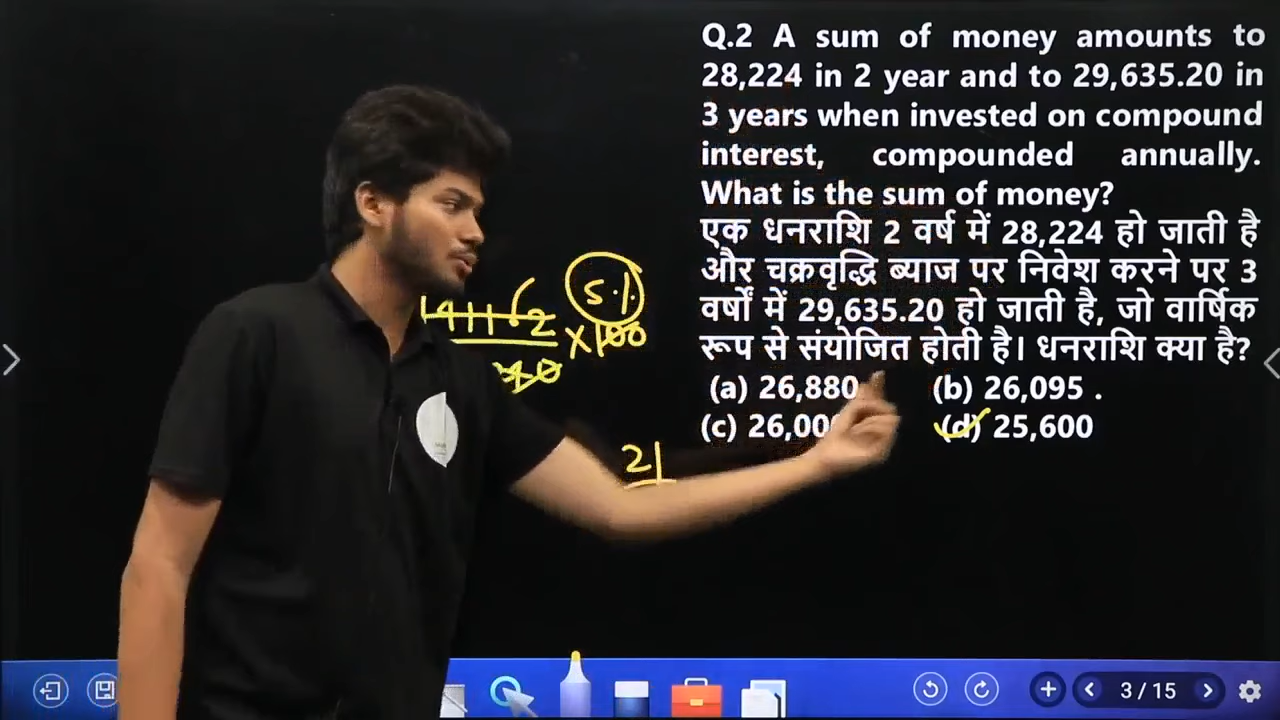 Q.2 A sum of money amounts to
28,224 in 2 year and to 29,635.20 in
3 years when invested on compound
interest, compounded annually.
What is the sum of money?
एक धनराशि 2 वर्ष में 28,224 हो जाती है
और चक्रवृद्धि ब्याज पर निवेश करने पर 3
वर्षों में 29,635.20 हो जाती है, जो वार्षिक
रूप से संयोजित होती है। धनराशि क्या है?
(a) 26,880 (b) 26,095 .
(c) 26,00 (d) 25,600
5%
1411.2
×100
21
3 / 15